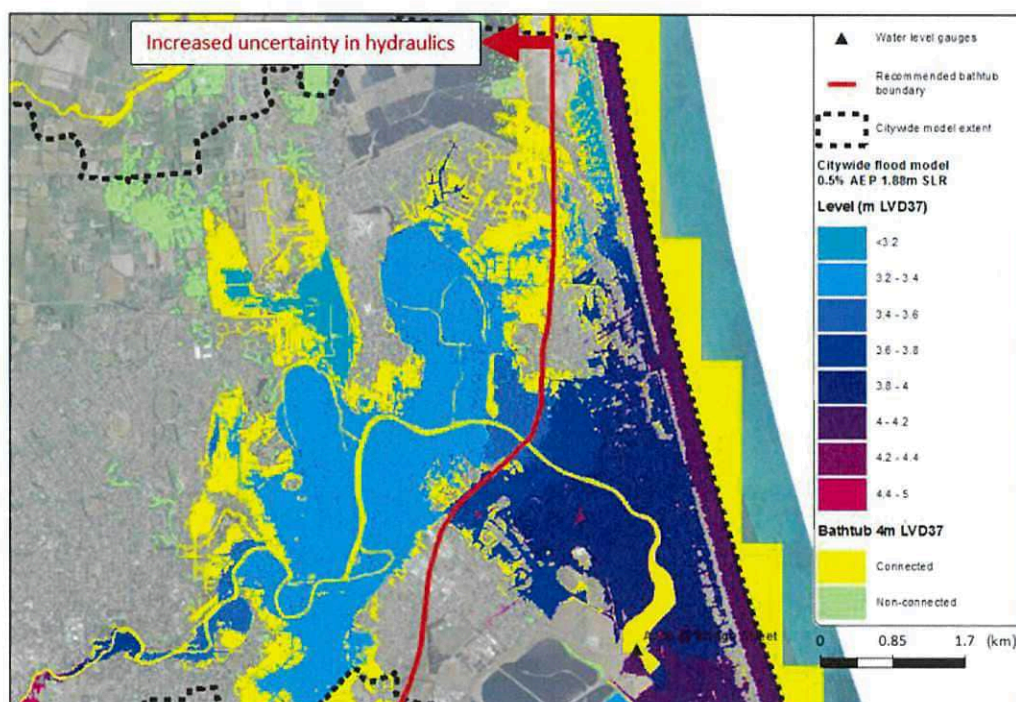 Increased uncertainty in hydraulics
Water level gauges
Recommended bathtub
boundary
Citywide model extent
Citywide flood model
0.5% AEP 1.88m SLR
Level (m LVD37)
<3.2
3.2 - 3.4
3.4 - 3.6
3.6 - 3.8
3.8 - 4
4 - 4.2
4.2 - 4.4
4.4 - 5
Bathtub 4m LVD37
Connected
Non-connected
0 0.85 1.7 (km)